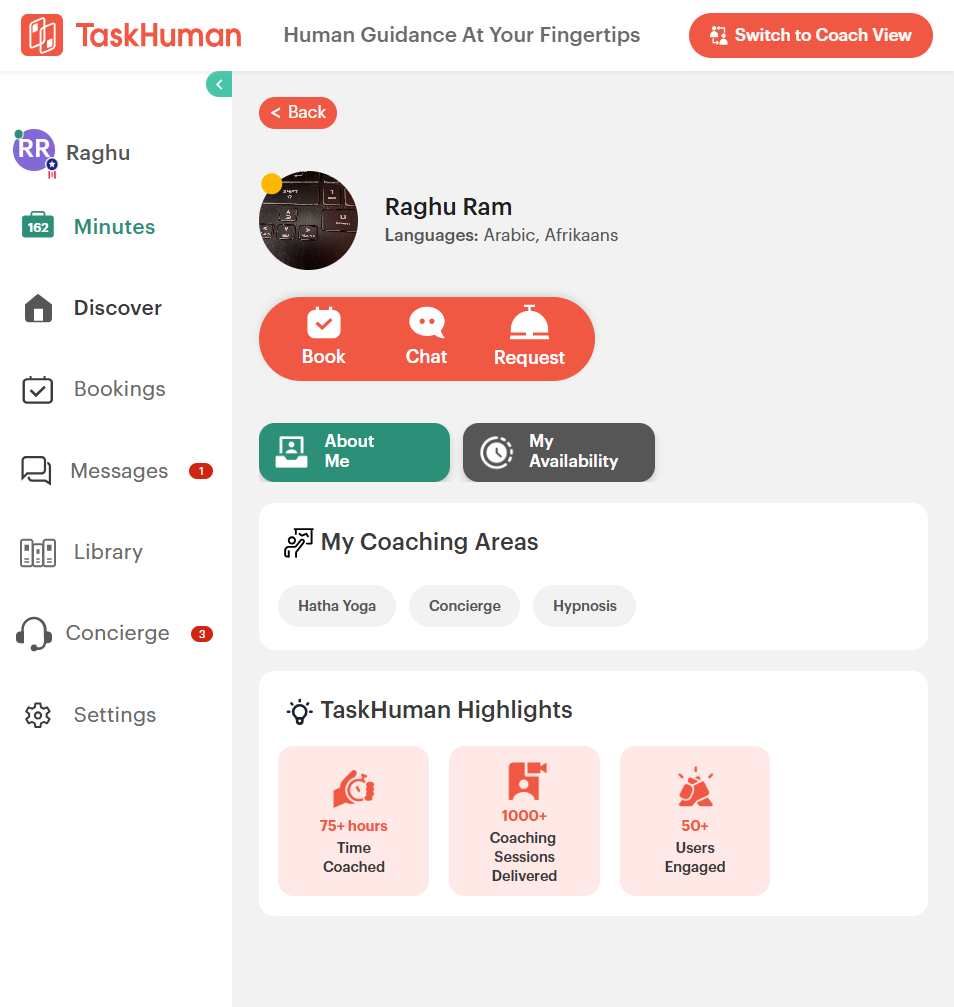 TaskHuman
Human Guidance At Your Fingertips
Switch to Coach View
RR
Raghu
162
Minutes
Discover
Bookings
Messages
1
Library
Concierge
3
Settings
< Back
Raghu Ram
Languages: Arabic, Afrikaans
Book
Chat
Request
About
Me
My
Availability
My Coaching Areas
Hatha Yoga
Concierge
Hypnosis
TaskHuman Highlights
75+ hours
Time
Coached
1000+
Coaching
Sessions
Delivered
50+
Users
Engaged